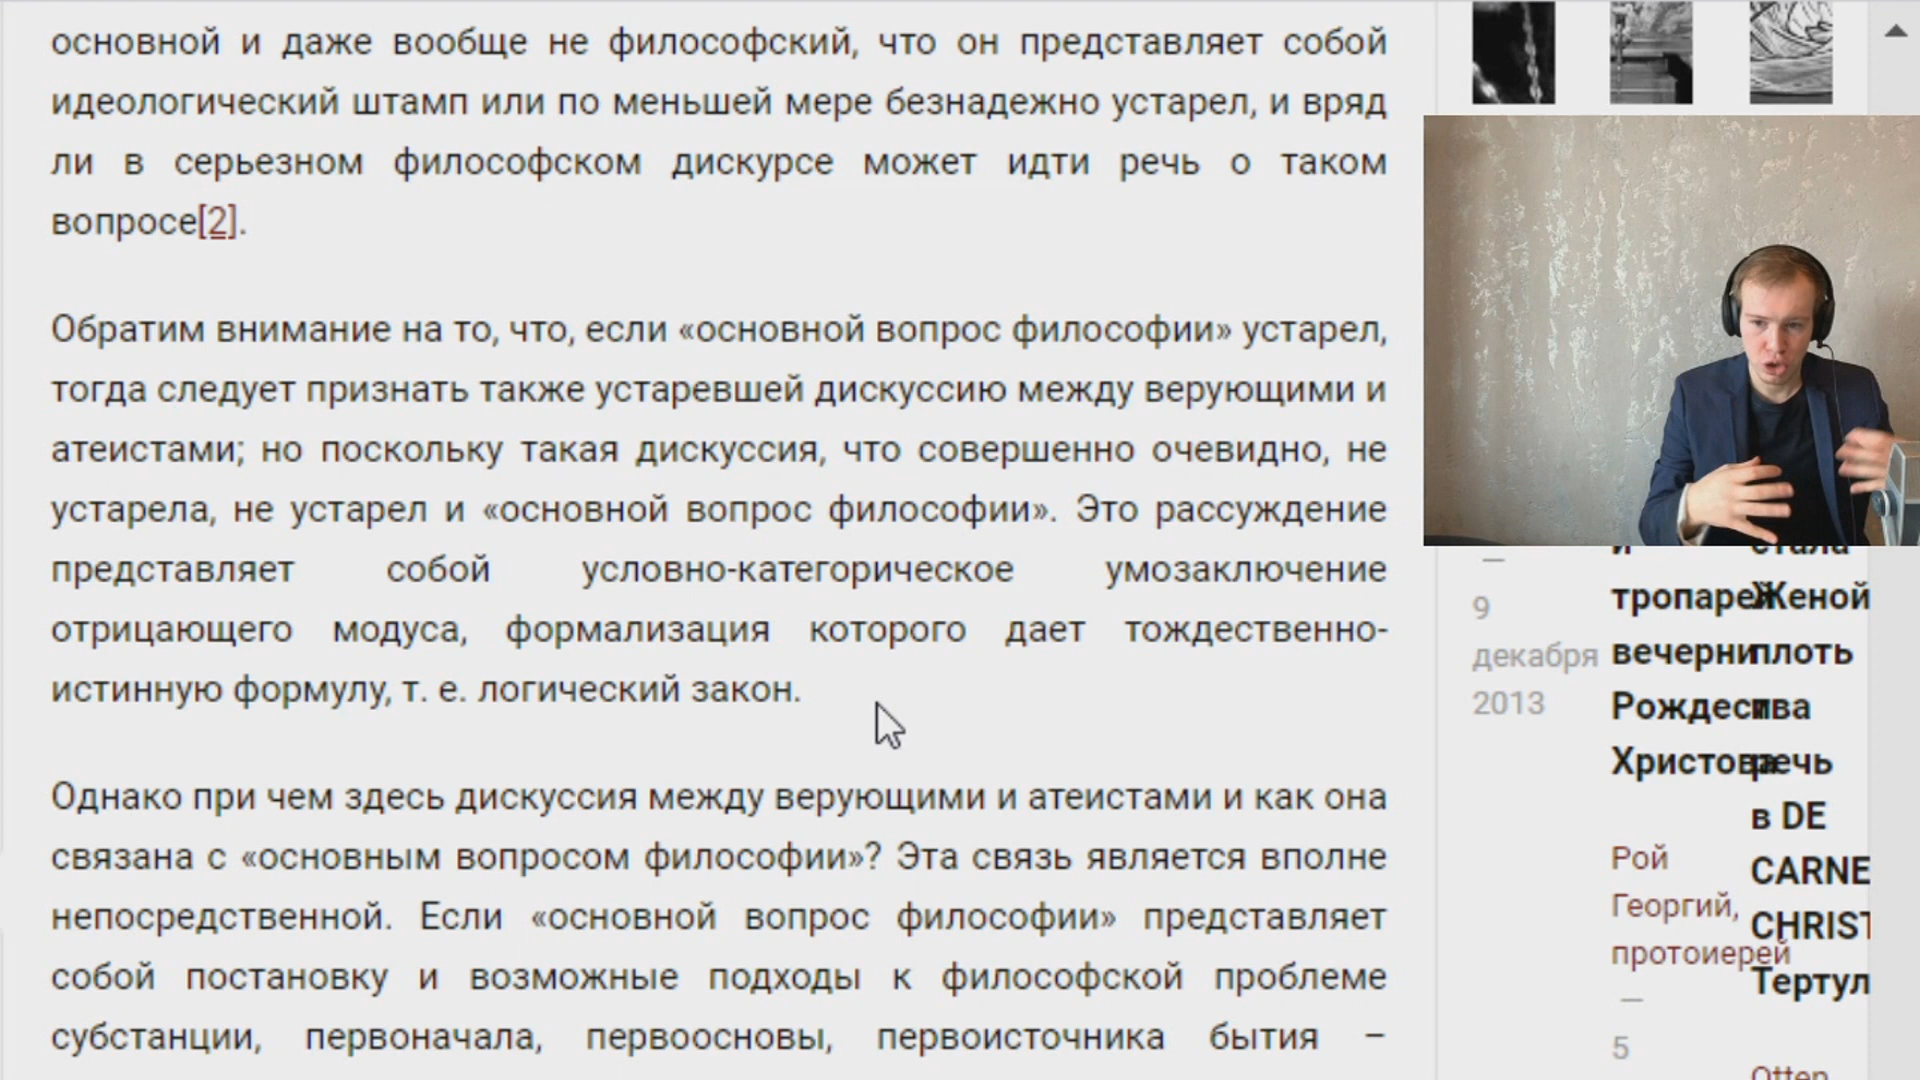 основной и даже вообще не философский, что он представляет собой
идеологический штамп или по меньшей мере безнадежно устарел, и вряд
ли в серьезном философском дискурсе может идти речь о таком
вопросе[2].
Обратим внимание на то, что, если «основной вопрос философии» устарел,
тогда следует признать также устаревшей дискуссию между верующими и
атеистами; но поскольку такая дискуссия, что совершенно очевидно, не
устарела, не устарел и «основной вопрос философии». Это рассуждение
представляет собой условно-категорическое умозаключение
отрицающего модуса, формализация которого дает тождественно-
истинную формулу, т. е. логический закон.
Однако при чем здесь дискуссия между верующими и атеистами и как она
связана с «основным вопросом философии»? Эта связь является вполне
непосредственной. Если «основной вопрос философии» представляет
собой постановку и возможные подходы к философской проблеме
субстанции, первоначала, первоосновы, первоисточника бытия –
—
9
декабря
2013
и
тропарей
вечерни
Рождества
Христова
Рой
Георгий,
протоиерей
—
5
стала
Женой
плоть
речь
в DE
CARNE
CHRIST
Тертул
Otten